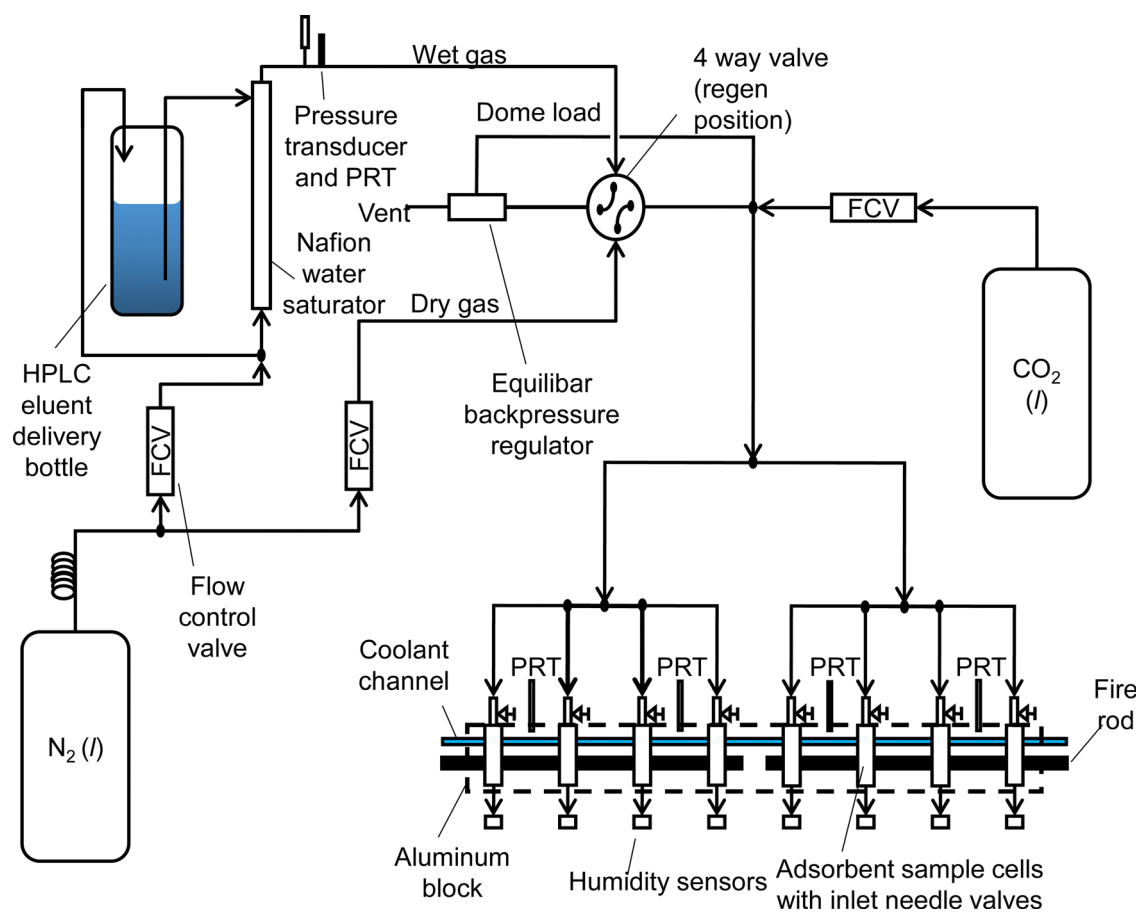 Wet gas
4 way valve
(regen
position)
Dome load
Pressure
transducer
and PRT
Vent
FCV
Nafion
water
saturator
Dry gas
HPLC
eluent
delivery
bottle
Equilibar
backpressure
regulator
CO2
(l)
FCV
FCV
Flow
control
valve
N2 (l)
Coolant
channel
PRT
PRT
PRT
PRT
Fire
rod
Aluminum
block
Humidity sensors
Adsorbent sample cells
with inlet needle valves